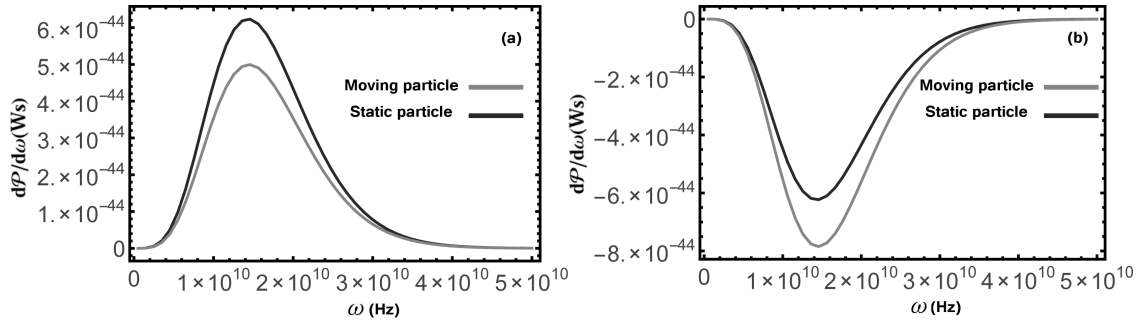 6.×10⁻⁴⁴
(a)
5.×10⁻⁴⁴
Moving particle
4.×10⁻⁴⁴
Static particle
3.×10⁻⁴⁴
2.×10⁻⁴⁴
1.×10⁻⁴⁴
0
d𝒫/dω(Ws)
0 1×10¹⁰ 2×10¹⁰ 3×10¹⁰ 4×10¹⁰ 5×10¹⁰
ω (Hz)
0
(b)
−2.×10⁻⁴⁴
Moving particle
Static particle
−4.×10⁻⁴⁴
−6.×10⁻⁴⁴
−8.×10⁻⁴⁴
d𝒫/dω(Ws)
0 1×10¹⁰ 2×10¹⁰ 3×10¹⁰ 4×10¹⁰ 5×10¹⁰
ω (Hz)